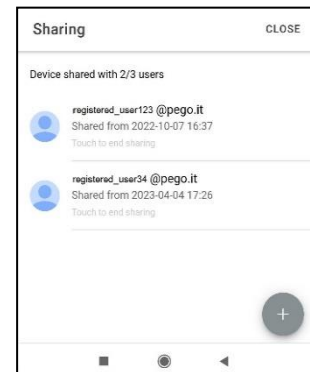 Sharing
CLOSE
Device shared with 2/3 users
registered_user123 @pego.it
Shared from 2022-10-07 16:37
Touch to end sharing
registered_user34 @pego.it
Shared from 2023-04-04 17:26
Touch to end sharing
+